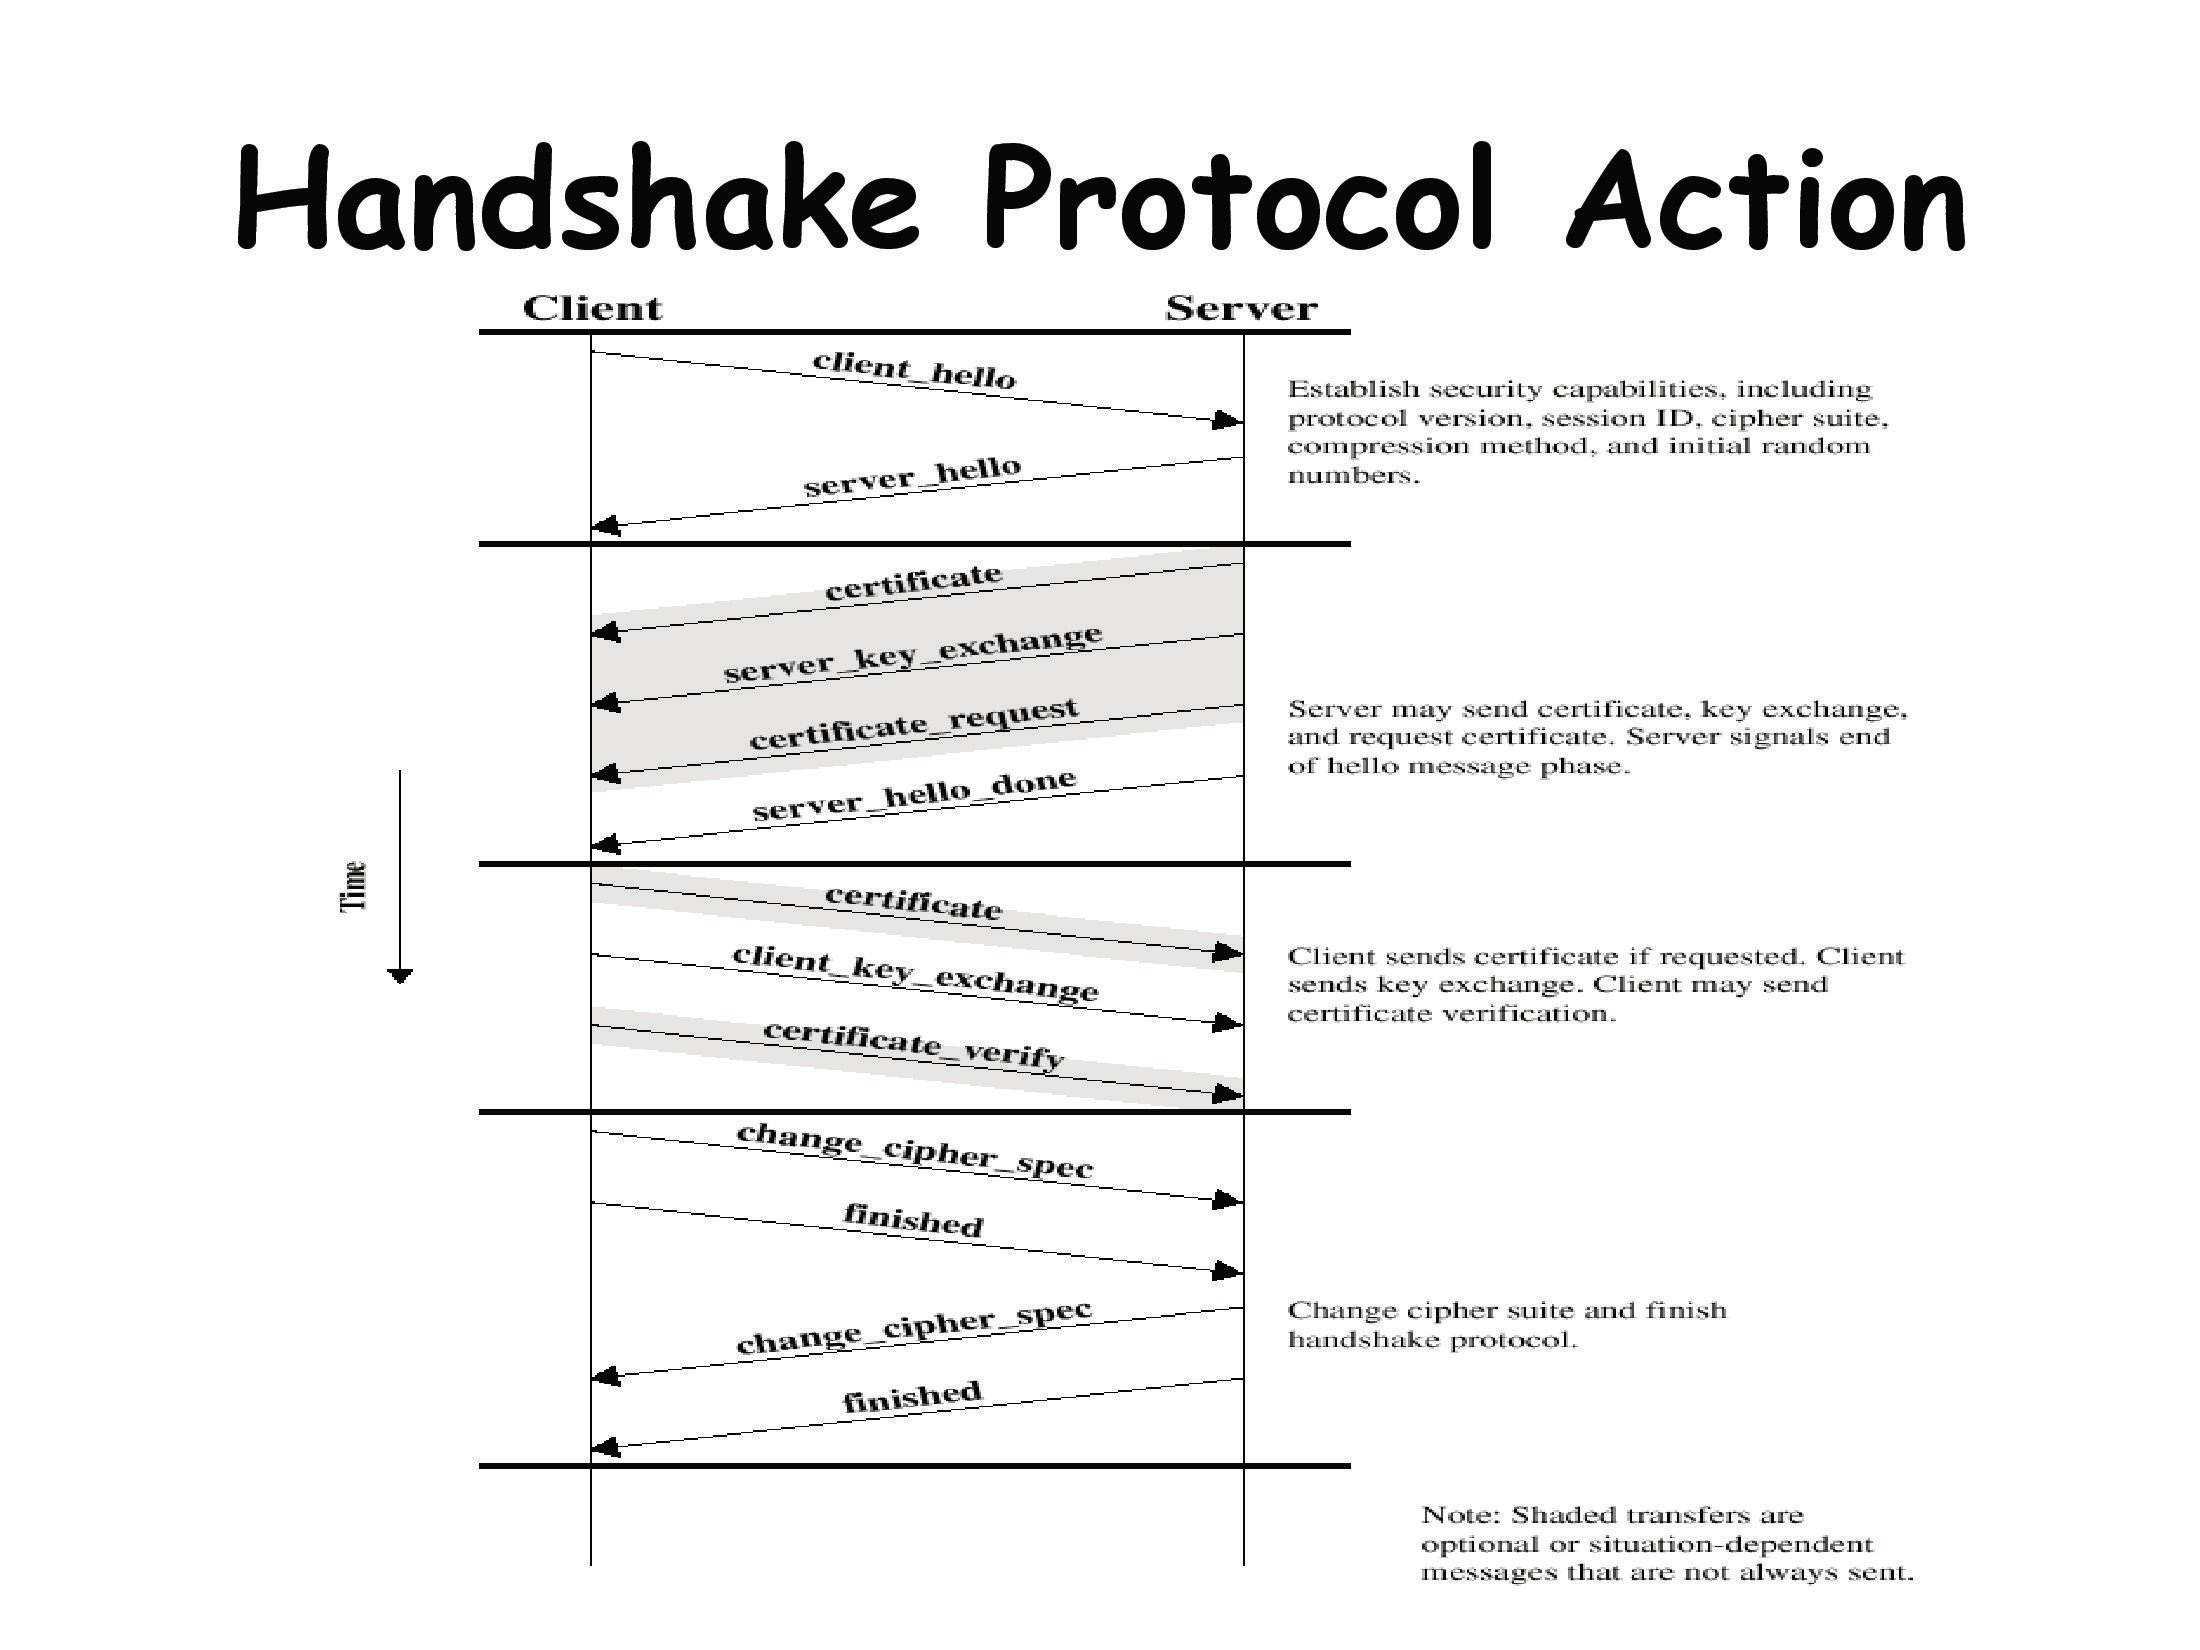 Handshake Protocol Action
Client
Server
client_hello
Establish security capabilities, including
protocol version, session ID, cipher suite,
compression method, and initial random
numbers.
server_hello
certificate
server_key_exchange
certificate_request
Server may send certificate, key exchange,
and request certificate. Server signals end
of hello message phase.
server_hello_done
Time
certificate
client_key_exchange
Client sends certificate if requested. Client
sends key exchange. Client may send
certificate verification.
certificate_verify
change_cipher_spec
finished
change_cipher_spec
Change cipher suite and finish
handshake protocol.
finished
Note: Shaded transfers are
optional or situation-dependent
messages that are not always sent.